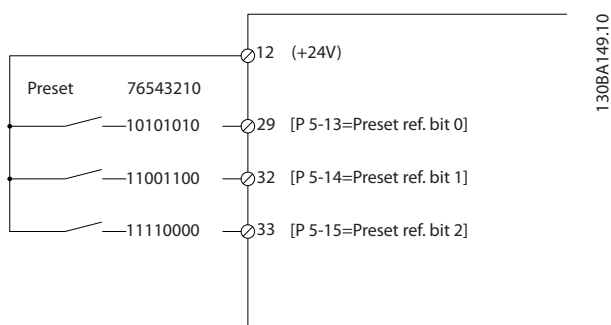 12 (+24V)
Preset 76543210
10101010 29 [P 5-13=Preset ref. bit 0]
11001100 32 [P 5-14=Preset ref. bit 1]
11110000 33 [P 5-15=Preset ref. bit 2]
130BA149.10